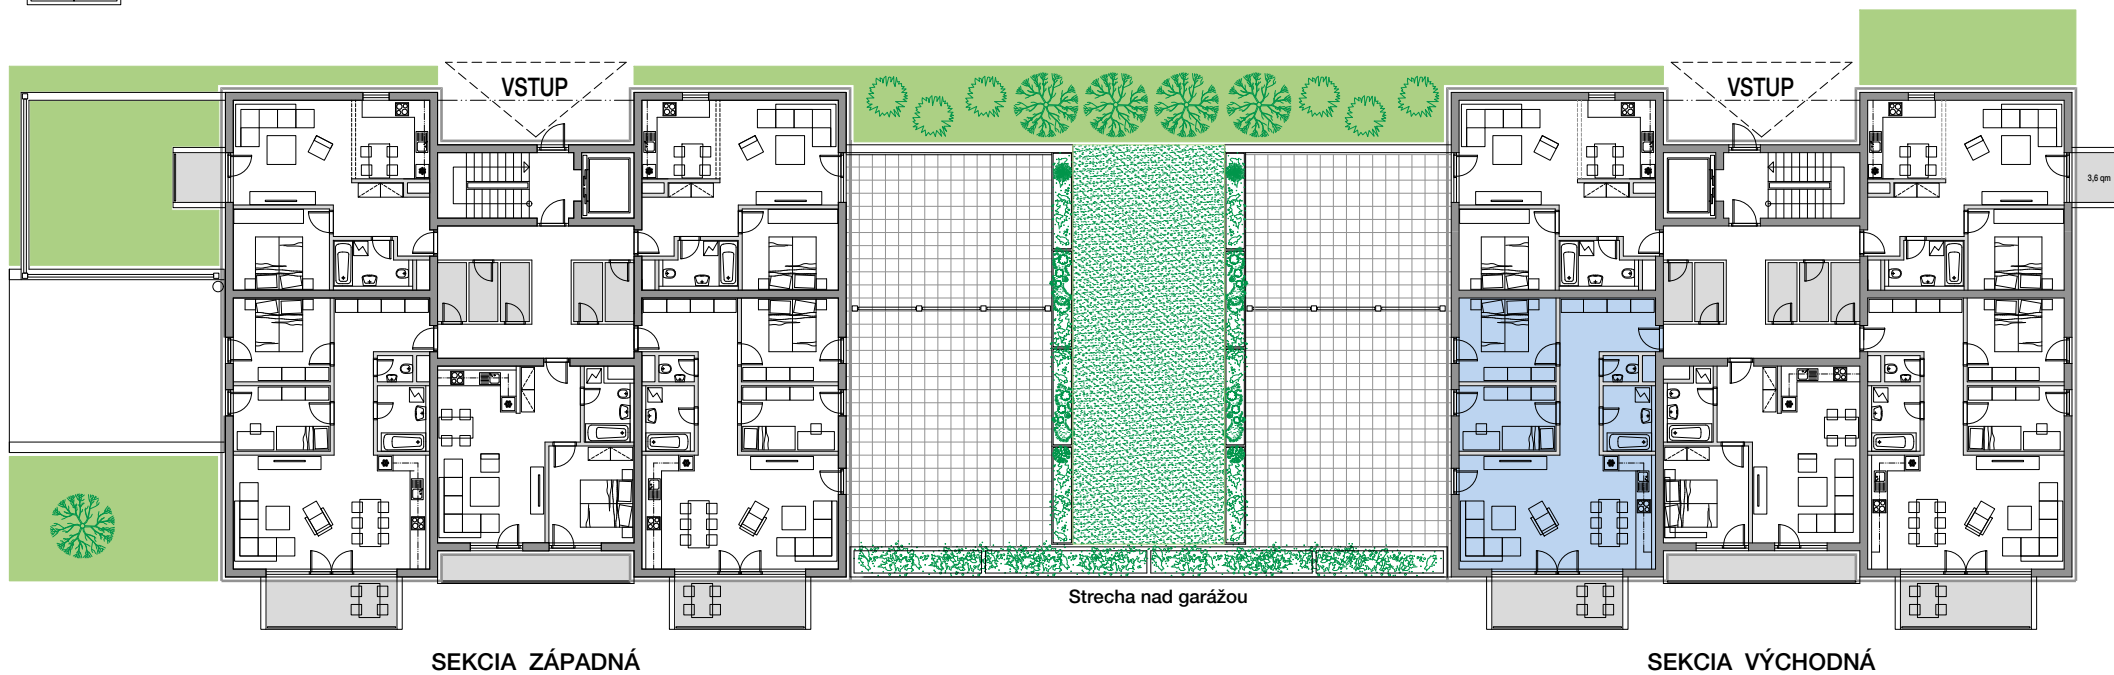 VSTUP
VSTUP
3,6 qm
Strecha nad garážou
SEKCIA ZÁPADNÁ
SEKCIA VÝCHODNÁ